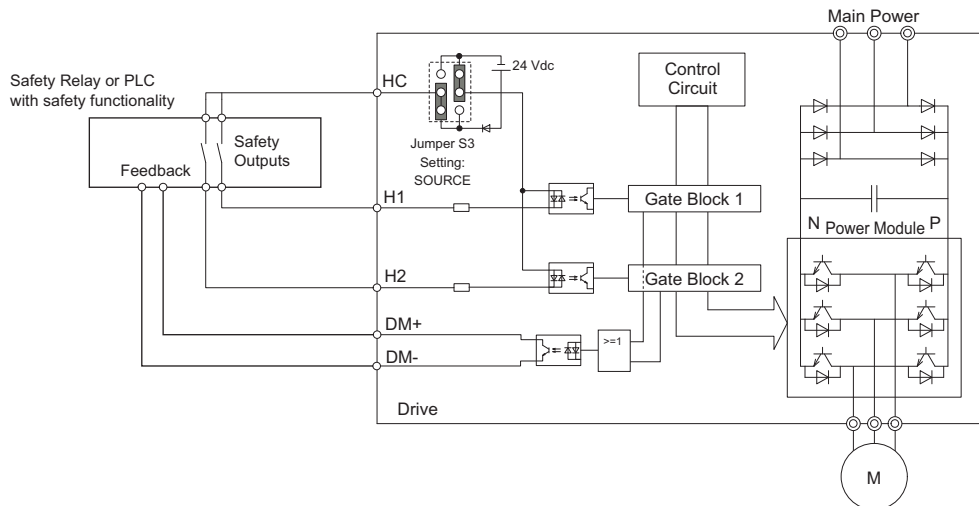 Main Power
Safety Relay or PLC
with safety functionality
HC
24 Vdc
Control
Circuit
Jumper S3
Setting:
SOURCE
Safety
Outputs
Feedback
H1
Gate Block 1
N
P
Power Module
H2
Gate Block 2
DM+
>=1
DM-
Drive
M